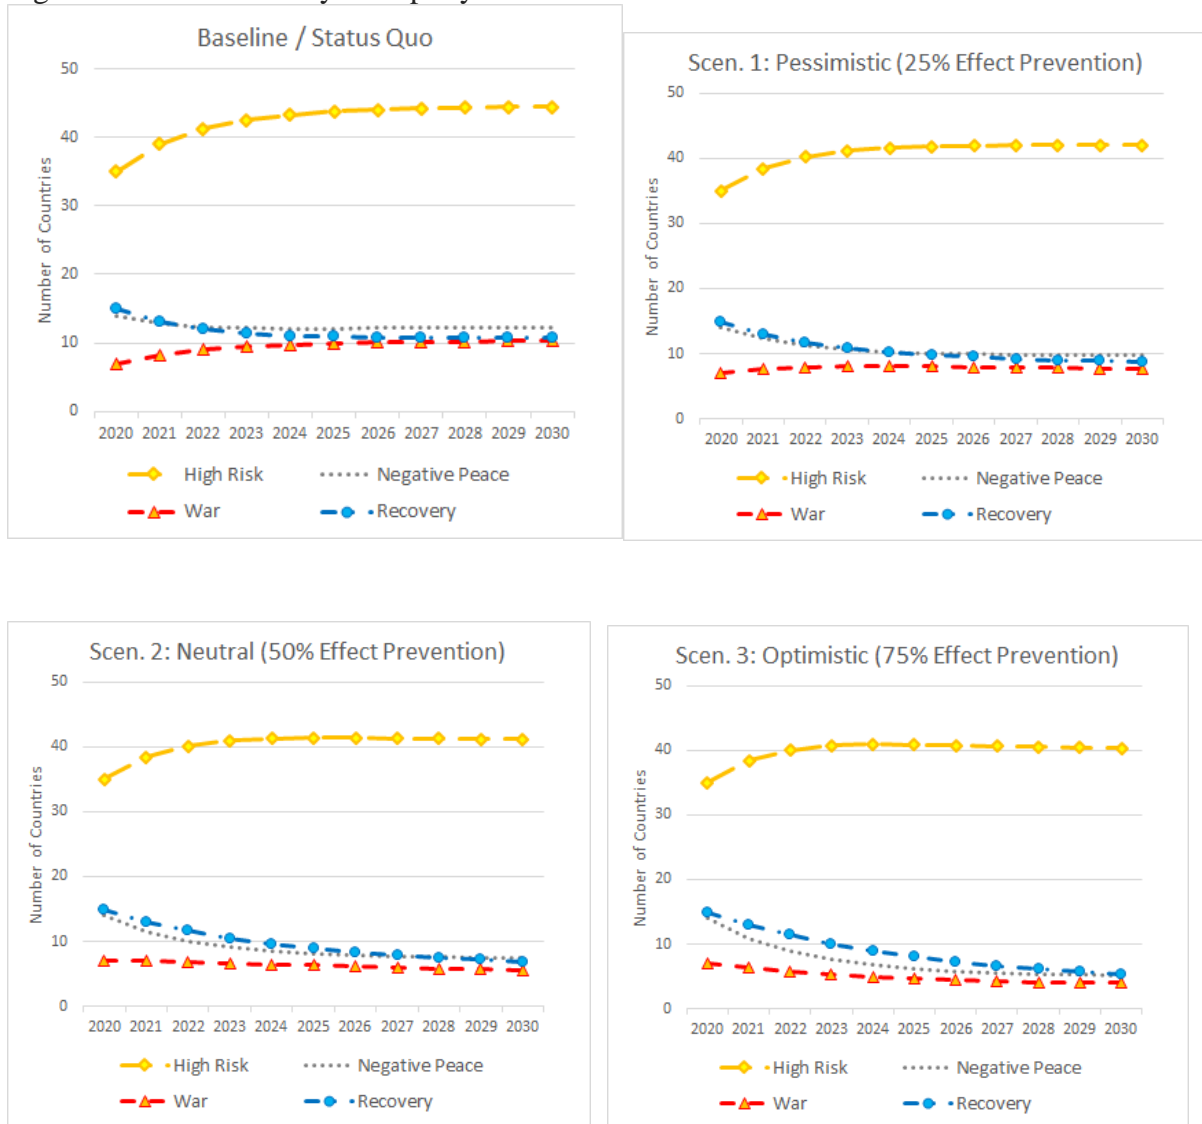 Baseline / Status Quo
50
40
30
20
10
0
Number of Countries
2020 2021 2022 2023 2024 2025 2026 2027 2028 2029 2030
High Risk
Negative Peace
War
Recovery
Scen. 1: Pessimistic (25% Effect Prevention)
50
40
30
20
10
0
Number of Countries
2020 2021 2022 2023 2024 2025 2026 2027 2028 2029 2030
High Risk
Negative Peace
War
Recovery
Scen. 2: Neutral (50% Effect Prevention)
50
40
30
20
10
0
Number of Countries
2020 2021 2022 2023 2024 2025 2026 2027 2028 2029 2030
High Risk
Negative Peace
War
Recovery
Scen. 3: Optimistic (75% Effect Prevention)
50
40
30
20
10
0
Number of Countries
2020 2021 2022 2023 2024 2025 2026 2027 2028 2029 2030
High Risk
Negative Peace
War
Recovery